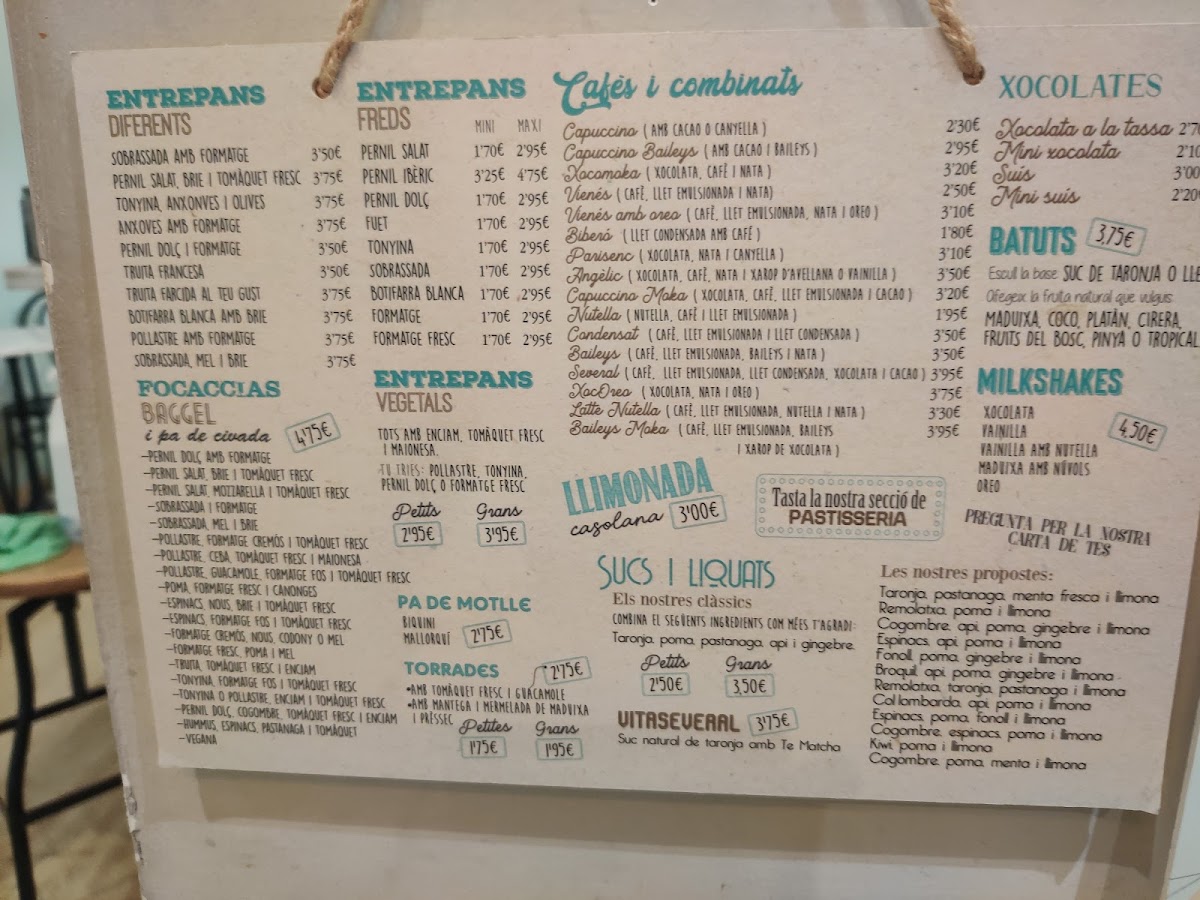 ENTREPANS
DIFERENTS
SOBRASSADA AMB FORMATGE 3'50€
PERNIL SALAT, BRIE I TOMÀQUET FRESC 3'75€
TONYINA, ANXONVES I OLIVES 3'75€
ANXOVES AMB FORMATGE 3'75€
PERNIL DOLÇ I FORMATGE 3'50€
TRUITA FRANCESA 3'50€
TRUITA FARCIDA AL TEU GUST 3'75€
BOTIFARRA BLANCA AMB BRIE 3'75€
POLLASTRE AMB FORMATGE 3'75€
SOBRASSADA, MEL I BRIE 3'75€
FOCACCIAS
BAGGEL
i pa de civada 4'75€
-PERNIL DOLÇ AMB FORMATGE
-PERNIL SALAT, BRIE I TOMÀQUET FRESC
-PERNIL SALAT, MOZZARELLA I TOMÀQUET FRESC
-SOBRASSADA I FORMATGE
-SOBRASSADA, MEL I BRIE
-POLLASTRE, FORMATGE CREMÓS I TOMÀQUET FRESC
-POLLASTRE, CEBA, TOMÀQUET FRESC I MAIONESA
-POLLASTRE, GUACAMOLE, FORMATGE FOS I TOMÀQUET FRESC
-POMA, FORMATGE FRESC I CANONGES
-ESPINACS, NOUS, BRIE I TOMÀQUET FRESC
-ESPINACS, FORMATGE FOS I TOMÀQUET FRESC
-FORMATGE CREMÓS, NOUS, CODONY O MEL
-FORMATGE FRESC, POMA I MEL
-TRUITA, TOMÀQUET FRESC I ENCIAM
-TONYINA, FORMATGE FOS I TOMÀQUET FRESC
-TONYINA O POLLASTRE, ENCIAM I TOMÀQUET FRESC
-PERNIL DOLÇ, COGOMBRE, TOMÀQUET FRESC I ENCIAM
-HUMMUS, ESPINACS, PASTANAGA I TOMÀQUET
-VEGANA
ENTREPANS
FREDS MINI MAXI
PERNIL SALAT 1'70€ 2'95€
PERNIL IBÈRIC 3'25€ 4'75€
PERNIL DOLÇ 1'70€ 2'95€
FUET 1'70€ 2'95€
TONYINA 1'70€ 2'95€
SOBRASSADA 1'70€ 2'95€
BOTIFARRA BLANCA 1'70€ 2'95€
FORMATGE 1'70€ 2'95€
FORMATGE FRESC 1'70€ 2'95€
ENTREPANS
VEGETALS
TOTS AMB ENCIAM, TOMÀQUET FRESC
I MAIONESA.
TU TRIES: POLLASTRE, TONYINA,
PERNIL DOLÇ O FORMATGE FRESC
Petits Grans
2'95€ 3'95€
PA DE MOTLLE
BIQUINI
MALLORQUÍ 2'75€
TORRADES 2'75€
•AMB TOMÀQUET FRESC I GUACAMOLE
•AMB MANTEGA I MERMELADA DE MADUIXA
I PRÉSSEC
Petites Grans
1'75€ 1'95€
Cafès i combinats
Capuccino (AMB CACAO O CANYELLA) 2'30€
Capuccino Baileys (AMB CACAO I BAILEYS) 2'95€
Xocomoka (XOCOLATA, CAFÈ I NATA) 3'20€
Vienés (CAFÈ, LLET EMULSIONADA I NATA) 2'50€
Vienés amb oreo (CAFÈ, LLET EMULSIONADA, NATA I OREO) 3'10€
Biberó (LLET CONDENSADA AMB CAFÈ) 1'80€
Parisenc (XOCOLATA, NATA I CANYELLA) 3'10€
Angèlic (XOCOLATA, CAFÈ, NATA I XAROP D'AVELLANA O VAINILLA) 3'50€
Capuccino Moka (XOCOLATA, CAFÈ, LLET EMULSIONADA I CACAO) 3'20€
Nutella (NUTELLA, CAFÈ I LLET EMULSIONADA) 1'95€
Condensat (CAFÈ, LLET EMULSIONADA I LLET CONDENSADA) 3'50€
Baileys (CAFÈ, LLET EMULSIONADA, BAILEYS I NATA) 3'50€
Several (CAFÈ, LLET EMULSIONADA, LLET CONDENSADA, XOCOLATA I CACAO) 3'95€
XocOreo (XOCOLATA, NATA I OREO) 3'75€
Latte Nutella (CAFÈ, LLET EMULSIONADA, NUTELLA I NATA) 3'30€
Baileys Moka (CAFÈ, LLET EMULSIONADA, BAILEYS 3'95€
I XAROP DE XOCOLATA)
LLIMONADA
casolana 3'00€
Tasta la nostra secció de
PASTISSERIA
SUCS I LIQUATS
Els nostres clàssics
COMBINA EL SEGÜENTS INGREDIENTS COM MÉES T'AGRADI:
Taronja, poma, pastanaga, api i gingebre.
Petits Grans
2'50€ 3,50€
VITASEVERAL 3'75€
Suc natural de taronja amb Te Matcha
XOCOLATES
Xocolata a la tassa 2'7
Mini xocolata 2'10
Suís 3'00
Mini suís 2'20
BATUTS 3,75€
Escull la base: SUC DE TARONJA O LLE
Afegeix la fruita natural que vulguis:
MADUIXA, COCO, PLATÀN, CIRERA,
FRUITS DEL BOSC, PINYA O TROPICAL
MILKSHAKES
XOCOLATA 4,50€
VAINILLA
VAINILLA AMB NUTELLA
MADUIXA AMB NÚVOLS
OREO
PREGUNTA PER LA NOSTRA
CARTA DE TES
Les nostres propostes:
Taronja, pastanaga, menta fresca i llimona
Remolatxa, poma i llimona
Cogombre, api, poma, gingebre i llimona
Espinacs, api, poma i llimona
Fonoll, poma, gingebre i llimona
Broquil, api, poma, gingebre i llimona
Remolatxa, taronja, pastanaga i llimona
Col lombarda, api, poma i llimona
Espinacs, poma, fonoll i llimona
Cogombre, espinacs, poma i llimona
Kiwi, poma i llimona
Cogombre, poma, menta i llimona